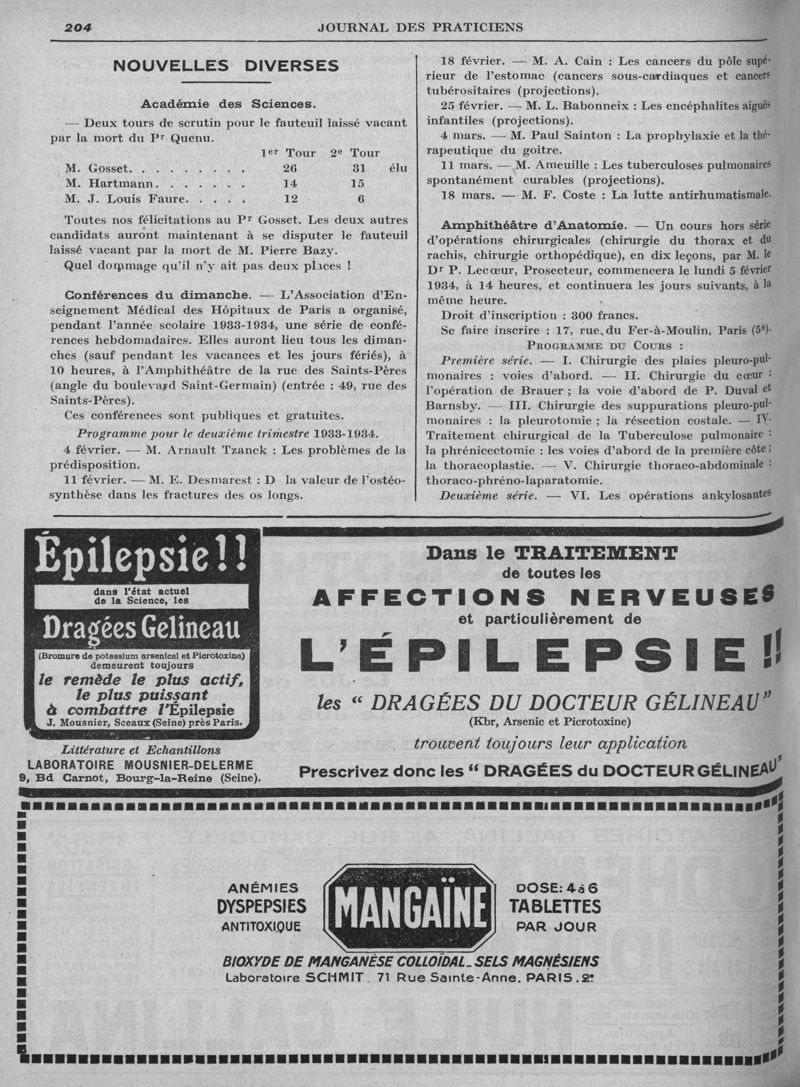 204
JOURNAL DES PRATICIENS
NOUVELLES DIVERSES
Académie des Sciences.
— Deux tours de scrutin pour le fauteuil laissé vacant
par la mort du Pr Quenu.
1er Tour 2e Tour
M. Gosset. . . . . . . . . 26 31 élu
M. Hartmann. . . . . . . 14 15
M. J. Louis Faure. . . . . 12 6
Toutes nos félicitations au Pr Gosset. Les deux autres
candidats auront maintenant à se disputer le fauteuil
laissé vacant par la mort de M. Pierre Bazy.
Quel dommage qu'il n'y ait pas deux places !
Conférences du dimanche. — L'Association d'En-
seignement Médical des Hôpitaux de Paris a organisé,
pendant l'année scolaire 1933-1934, une série de confé-
rences hebdomadaires. Elles auront lieu tous les diman-
ches (sauf pendant les vacances et les jours fériés), à
10 heures, à l'Amphithéâtre de la rue des Saints-Pères
(angle du boulevard Saint-Germain) (entrée : 49, rue des
Saints-Pères).
Ces conférences sont publiques et gratuites.
Programme pour le deuxième trimestre 1933-1934.
4 février. — M. Arnault Tzanck : Les problèmes de la
prédisposition.
11 février. — M. E. Desmarest : D la valeur de l'ostéo-
synthèse dans les fractures des os longs.
18 février. — M. A. Cain : Les cancers du pôle supé-
rieur de l'estomac (cancers sous-cardiaques et cancers
tubérositaires (projections).
25 février. — M. L. Babonneix : Les encéphalites aiguës
infantiles (projections).
4 mars. — M. Paul Sainton : La prophylaxie et la thé-
rapeutique du goitre.
11 mars. — M. Ameuille : Les tuberculoses pulmonaires
spontanément curables (projections).
18 mars. — M. F. Coste : La lutte antirhumatismale.
Amphithéâtre d'Anatomie. — Un cours hors série
d'opérations chirurgicales (chirurgie du thorax et du
rachis, chirurgie orthopédique), en dix leçons, par M. le
Dr P. Lecœur, Prosecteur, commencera le lundi 5 février
1934, à 14 heures, et continuera les jours suivants, à la
même heure.
Droit d'inscription : 300 francs.
Se faire inscrire : 17, rue du Fer-à-Moulin, Paris (5e).
PROGRAMME DU COURS :
Première série. — I. Chirurgie des plaies pleuro-pul-
monaires : voies d'abord. — II. Chirurgie du cœur :
l'opération de Brauer ; la voie d'abord de P. Duval et
Barnsby. — III. Chirurgie des suppurations pleuro-pul-
monaires : la pleurotomie ; la résection costale. — IV.
Traitement chirurgical de la Tuberculose pulmonaire :
la phrénicectomie : les voies d'abord de la première côte ;
la thoracoplastie. — V. Chirurgie thoraco-abdominale :
thoraco-phréno-laparatomie.
Deuxième série. — VI. Les opérations ankylosantes
Épilepsie!!
dans l'état actuel
de la Science, les
Dragées Gelineau
(Bromure de potassium arsenical et Picrotoxine)
demeurent toujours
le remède le plus actif,
le plus puissant
à combattre l'Épilepsie
J. Mousnier, Sceaux (Seine) près Paris.
Littérature et Echantillons
LABORATOIRE MOUSNIER-DELERME
9, Bd Carnot, Bourg-la-Reine (Seine).
Dans le TRAITEMENT
de toutes les
AFFECTIONS NERVEUSES
et particulièrement de
L'ÉPILEPSIE!!
les “ DRAGÉES DU DOCTEUR GÉLINEAU”
(Kbr, Arsenic et Picrotoxine)
trouvent toujours leur application
Prescrivez donc les “ DRAGÉES du DOCTEUR GÉLINEAU”
ANÉMIES
DYSPEPSIES
ANTITOXIQUE
MANGAÏNE
DOSE: 4 à 6
TABLETTES
PAR JOUR
BIOXYDE DE MANGANÈSE COLLOÏDAL_ SELS MAGNÉSIENS
Laboratoire SCHMIT. 71 Rue Sainte-Anne. PARIS. 2e